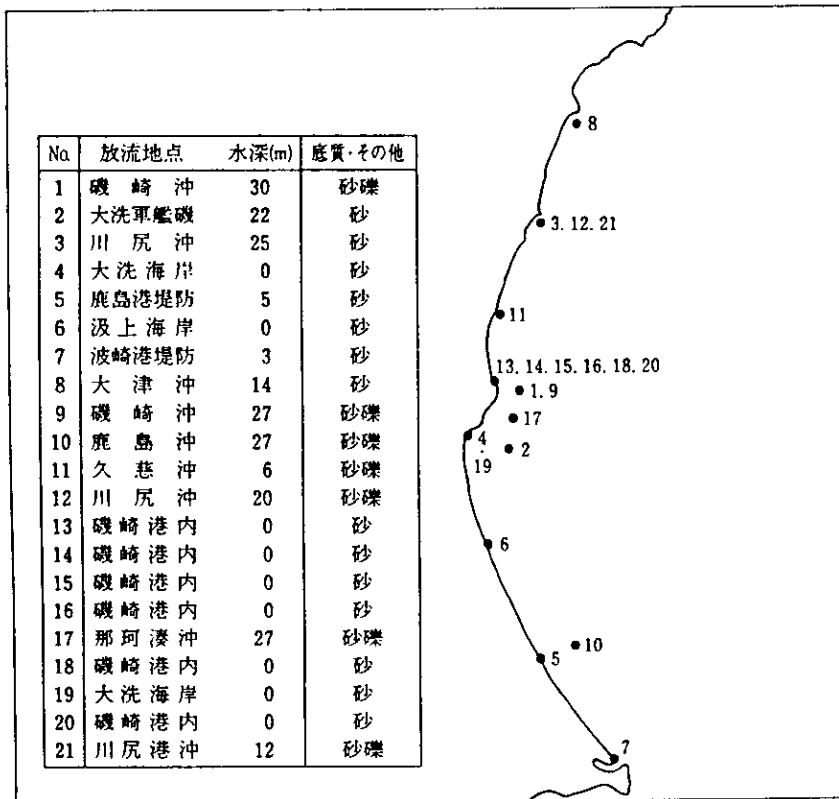 No. 放流地点 水深(m) 底質・その他
1 磯崎沖 30 砂礫
2 大洗軍艦磯 22 砂
3 川尻沖 25 砂
4 大洗海岸 0 砂
5 鹿島港堤防 5 砂
6 汲上海岸 0 砂
7 波崎港堤防 3 砂
8 大津沖 14 砂
9 磯崎沖 27 砂礫
10 鹿島沖 27 砂礫
11 久慈沖 6 砂礫
12 川尻沖 20 砂礫
13 磯崎港内 0 砂
14 磯崎港内 0 砂
15 磯崎港内 0 砂
16 磯崎港内 0 砂
17 那珂湊沖 27 砂礫
18 磯崎港内 0 砂
19 大洗海岸 0 砂
20 磯崎港内 0 砂
21 川尻港沖 12 砂礫
8
3. 12. 21
11
13. 14. 15. 16. 18. 20
1. 9
17
4
2
19
6
10
5
7